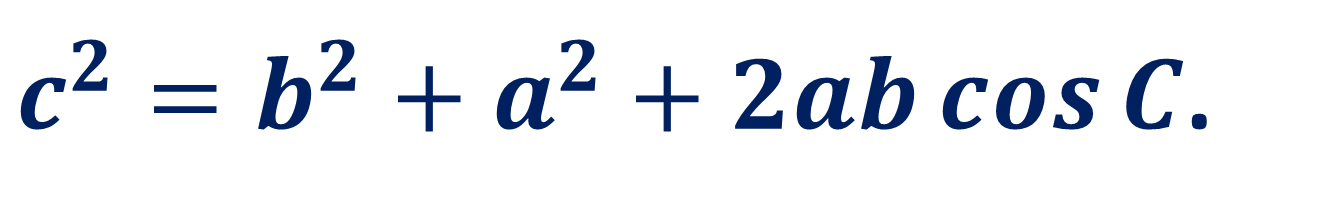 c² = b² + a² + 2ab cos C.